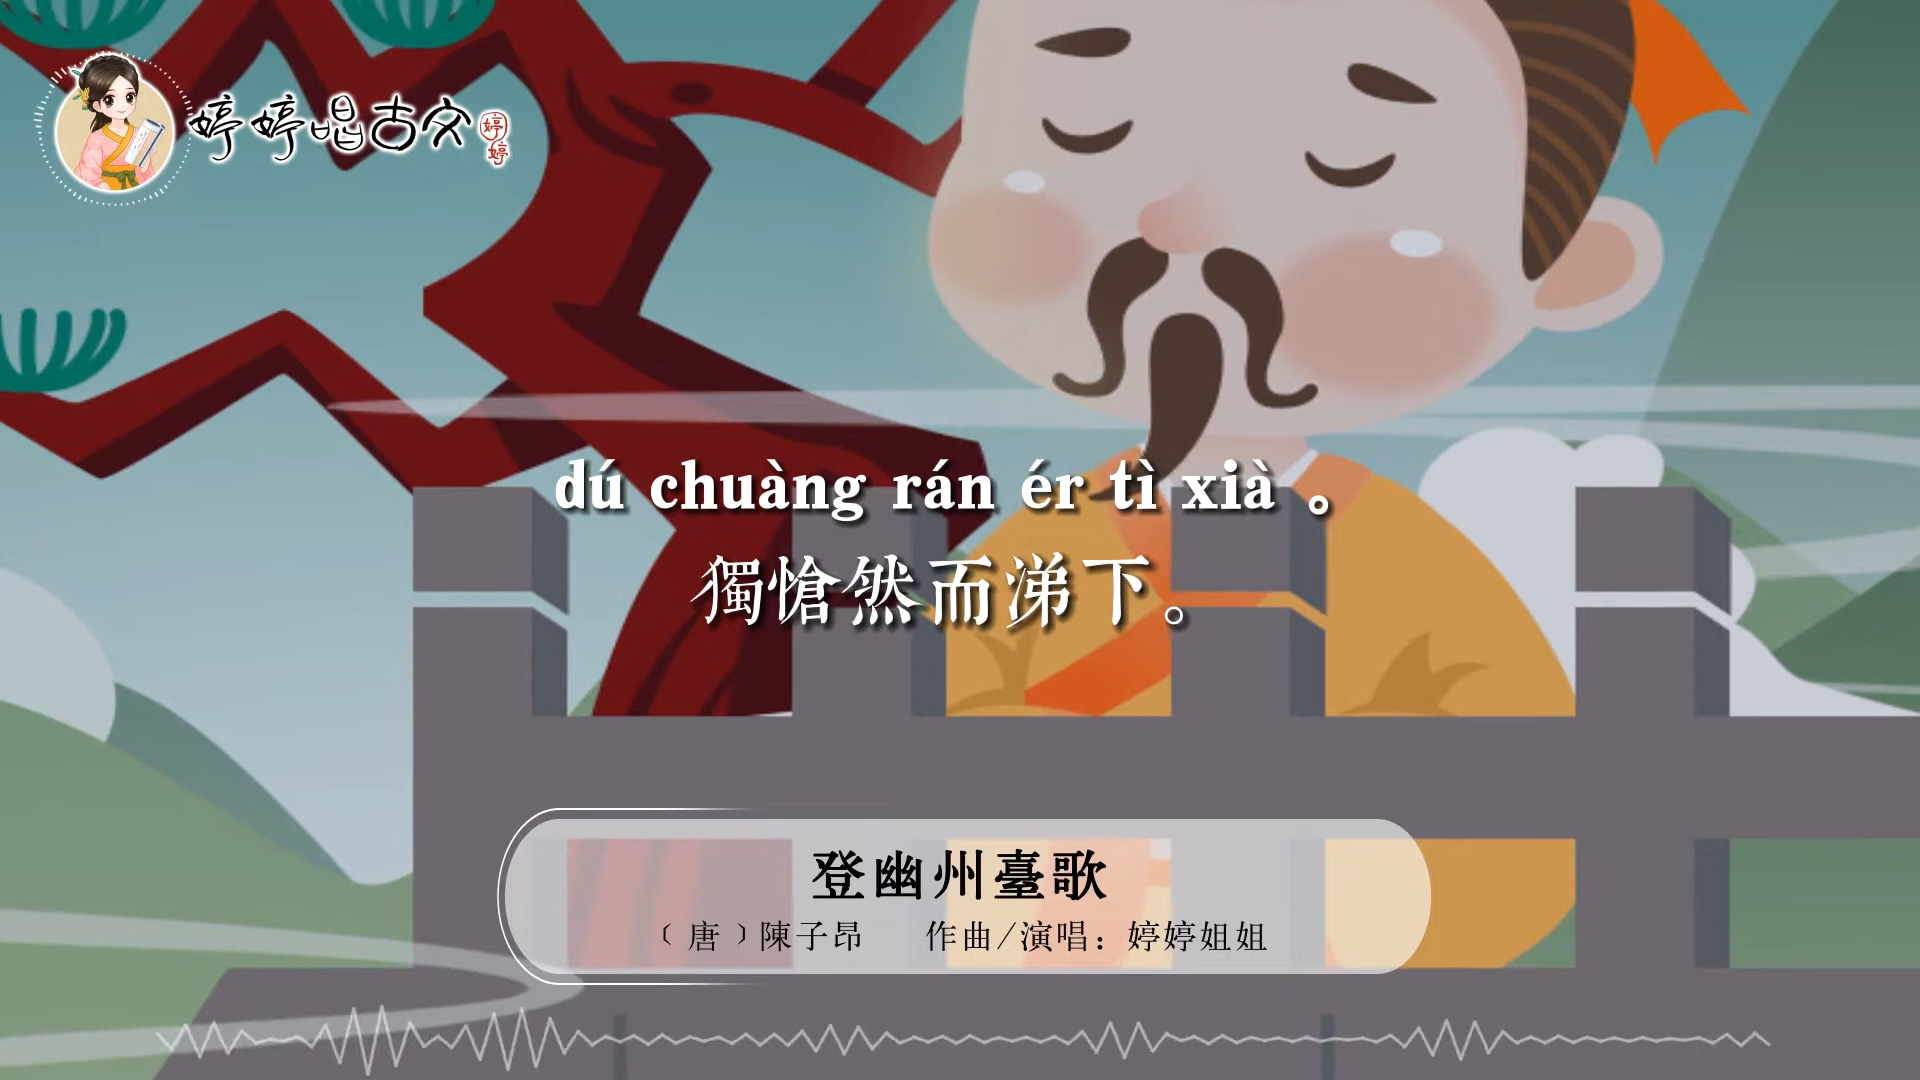 婷婷唱古文
婷婷
dú chuàng rán ér tì xià 。
獨愴然而涕下。
登幽州臺歌
﹝唐﹞陳子昂 作曲/演唱：婷婷姐姐